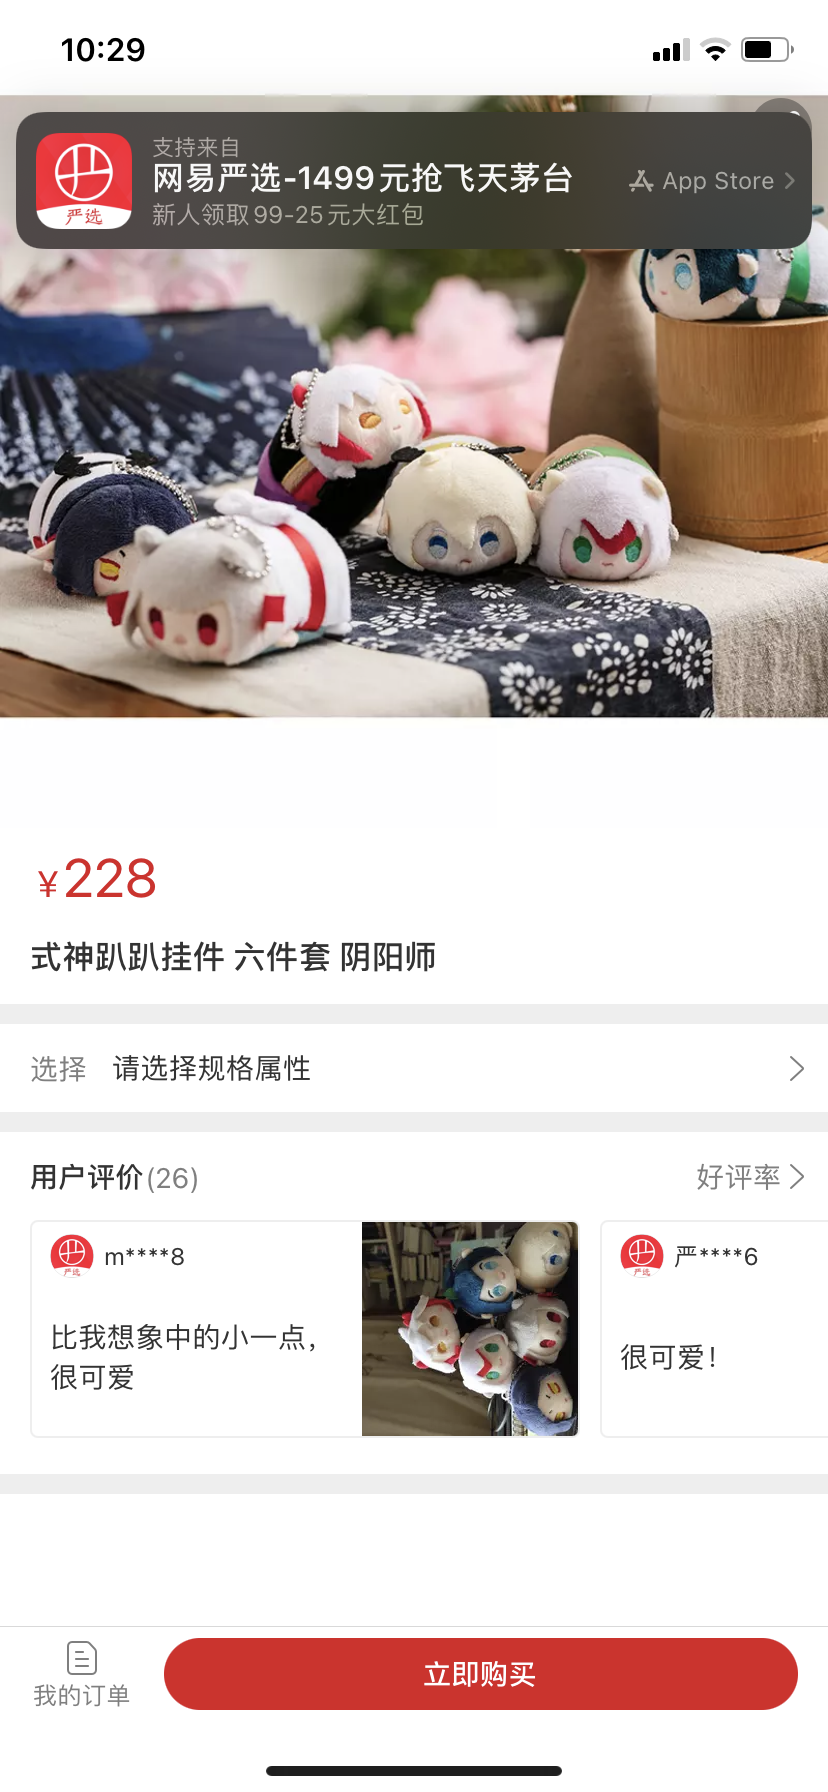 10:29
支持来自
网易严选-1499元抢飞天茅台
新人领取99-25元大红包
App Store
严选
¥228
式神趴趴挂件 六件套 阴阳师
选择 请选择规格属性
用户评价(26)
好评率
严选
m****8
比我想象中的小一点，
很可爱
严选
严****6
很可爱！
我的订单
立即购买